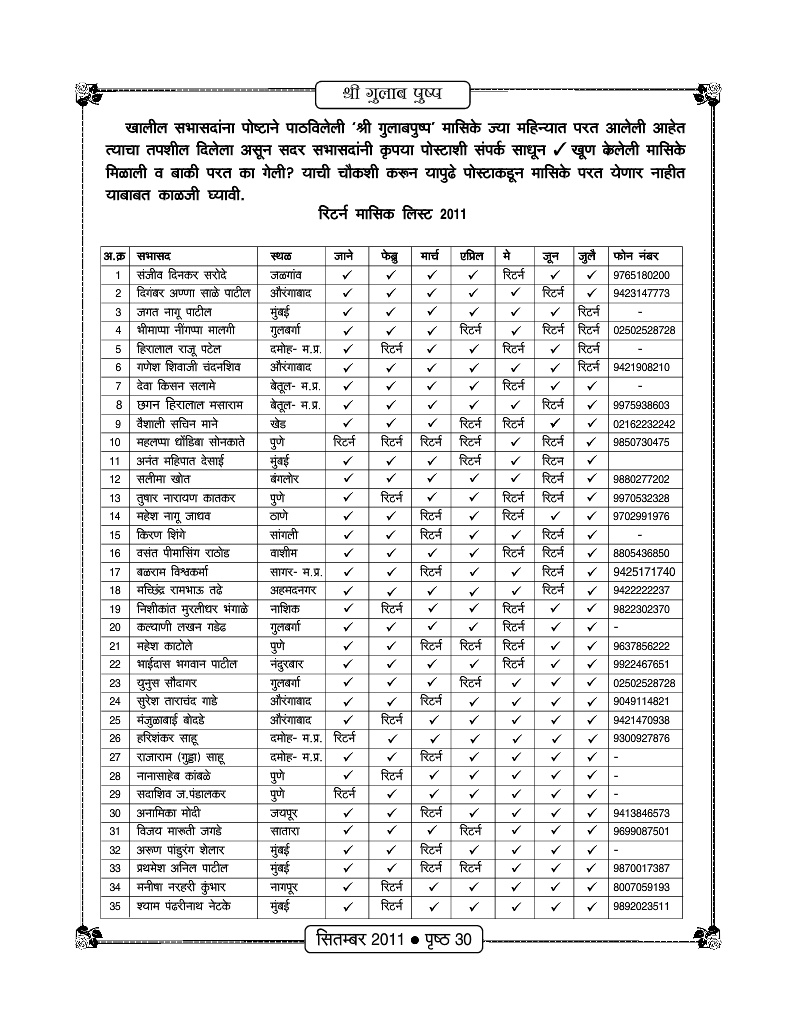 श्री गुलाब पुष्प
खालील सभासदांना पोष्टाने पाठविलेली ‘श्री गुलाबपुष्प’ मासिके ज्या महिन्यात परत आलेली आहेत
त्याचा तपशील दिलेला असून सदर सभासदांनी कृपया पोस्टाशी संपर्क साधून ✓ खूण केलेली मासिके
मिळाली व बाकी परत का गेली? याची चौकशी करून यापुढे पोस्टाकडून मासिके परत येणार नाहीत
याबाबत काळजी घ्यावी.
रिटर्न मासिक लिस्ट 2011
अ.क्र सभासद स्थळ जाने फेब्रु मार्च एप्रिल मे जून जुलै फोन नंबर
1 संजीव दिनकर सरोदे जळगांव ✓ ✓ ✓ ✓ रिटर्न ✓ ✓ 9765180200
2 दिगंबर अण्णा साळे पाटील औरंगाबाद ✓ ✓ ✓ ✓ ✓ रिटर्न ✓ 9423147773
3 जगत नागू पाटील मुंबई ✓ ✓ ✓ ✓ ✓ ✓ रिटर्न -
4 भीमाप्पा नींगप्पा मालगी गुलबर्गा ✓ ✓ ✓ रिटर्न ✓ रिटर्न रिटर्न 02502528728
5 हिरालाल राजू पटेल दमोह- म.प्र. ✓ रिटर्न ✓ ✓ रिटर्न ✓ रिटर्न -
6 गणेश शिवाजी चंदनशिव औरंगाबाद ✓ ✓ ✓ ✓ ✓ ✓ रिटर्न 9421908210
7 देवा किसन सलामे बेतूल- म.प्र. ✓ ✓ ✓ ✓ रिटर्न ✓ ✓ -
8 छगन हिरालाल मसाराम बेतूल- म.प्र. ✓ ✓ ✓ ✓ ✓ रिटर्न ✓ 9975938603
9 वैशाली सचिन माने खेड ✓ ✓ ✓ रिटर्न रिटर्न ✓ ✓ 02162232242
10 महलप्पा धोंडिबा सोनकाते पुणे रिटर्न रिटर्न रिटर्न रिटर्न ✓ रिटर्न ✓ 9850730475
11 अनंत महिपात देसाई मुंबई ✓ ✓ ✓ रिटर्न ✓ रिटन ✓
12 सलीमा खोत बंगलोर ✓ ✓ ✓ ✓ ✓ रिटर्न ✓ 9880277202
13 तुषार नारायण कातकर पुणे ✓ रिटर्न ✓ ✓ रिटर्न रिटर्न ✓ 9970532328
14 महेश नागू जाधव ठाणे ✓ ✓ रिटर्न ✓ रिटर्न ✓ ✓ 9702991976
15 किरण शिंगे सांगली ✓ ✓ रिटर्न ✓ ✓ रिटर्न ✓ -
16 वसंत पीमासिंग राठोड वाशीम ✓ ✓ ✓ ✓ रिटर्न रिटर्न ✓ 8805436850
17 बळराम विश्वकर्मा सागर- म.प्र. ✓ ✓ रिटर्न ✓ ✓ रिटर्न ✓ 9425171740
18 मच्छिंद्र रामभाऊ तढे अहमदनगर ✓ ✓ ✓ ✓ ✓ रिटर्न ✓ 9422222237
19 निशीकांत मुरलीधर भंगाळे नाशिक ✓ रिटर्न ✓ ✓ रिटर्न ✓ ✓ 9822302370
20 कल्याणी लखन गडेढ गुलबर्गा ✓ ✓ ✓ ✓ रिटर्न ✓ ✓ -
21 महेश काटोले पुणे ✓ ✓ रिटर्न रिटर्न रिटर्न ✓ ✓ 9637856222
22 भाईदास भगवान पाटील नंदुरबार ✓ ✓ ✓ ✓ रिटर्न ✓ ✓ 9922467651
23 युनुस सौदागर गुलबर्गा ✓ ✓ ✓ रिटर्न ✓ ✓ ✓ 02502528728
24 सुरेश ताराचंद गाडे औरंगाबाद ✓ ✓ रिटर्न ✓ ✓ ✓ ✓ 9049114821
25 मंजुळाबाई बोदडे औरंगाबाद ✓ रिटर्न ✓ ✓ ✓ ✓ ✓ 9421470938
26 हरिशंकर साहू दमोह- म.प्र. रिटर्न ✓ ✓ ✓ ✓ ✓ ✓ 9300927876
27 राजाराम (गुड्डा) साहू दमोह- म.प्र. ✓ ✓ रिटर्न ✓ ✓ ✓ ✓ -
28 नानासाहेब कांबळे पुणे ✓ रिटर्न ✓ ✓ ✓ ✓ ✓ -
29 सदाशिव ज.पंडालकर पुणे रिटर्न ✓ ✓ ✓ ✓ ✓ ✓ -
30 अनामिका मोदी जयपूर ✓ ✓ रिटर्न ✓ ✓ ✓ ✓ 9413846573
31 विजय मारूती जगडे सातारा ✓ ✓ ✓ रिटर्न ✓ ✓ ✓ 9699087501
32 अरूण पांडुरंग शेलार मुंबई ✓ ✓ रिटर्न ✓ ✓ ✓ ✓ -
33 प्रथमेश अनिल पाटील मुंबई ✓ ✓ रिटर्न रिटर्न ✓ ✓ ✓ 9870017387
34 मनीषा नरहरी कुंभार नागपूर ✓ रिटर्न ✓ ✓ ✓ ✓ ✓ 8007059193
35 श्याम पंढरीनाथ नेटके मुंबई ✓ रिटर्न ✓ ✓ ✓ ✓ ✓ 9892023511
सितम्बर 2011 ● पृष्ठ 30